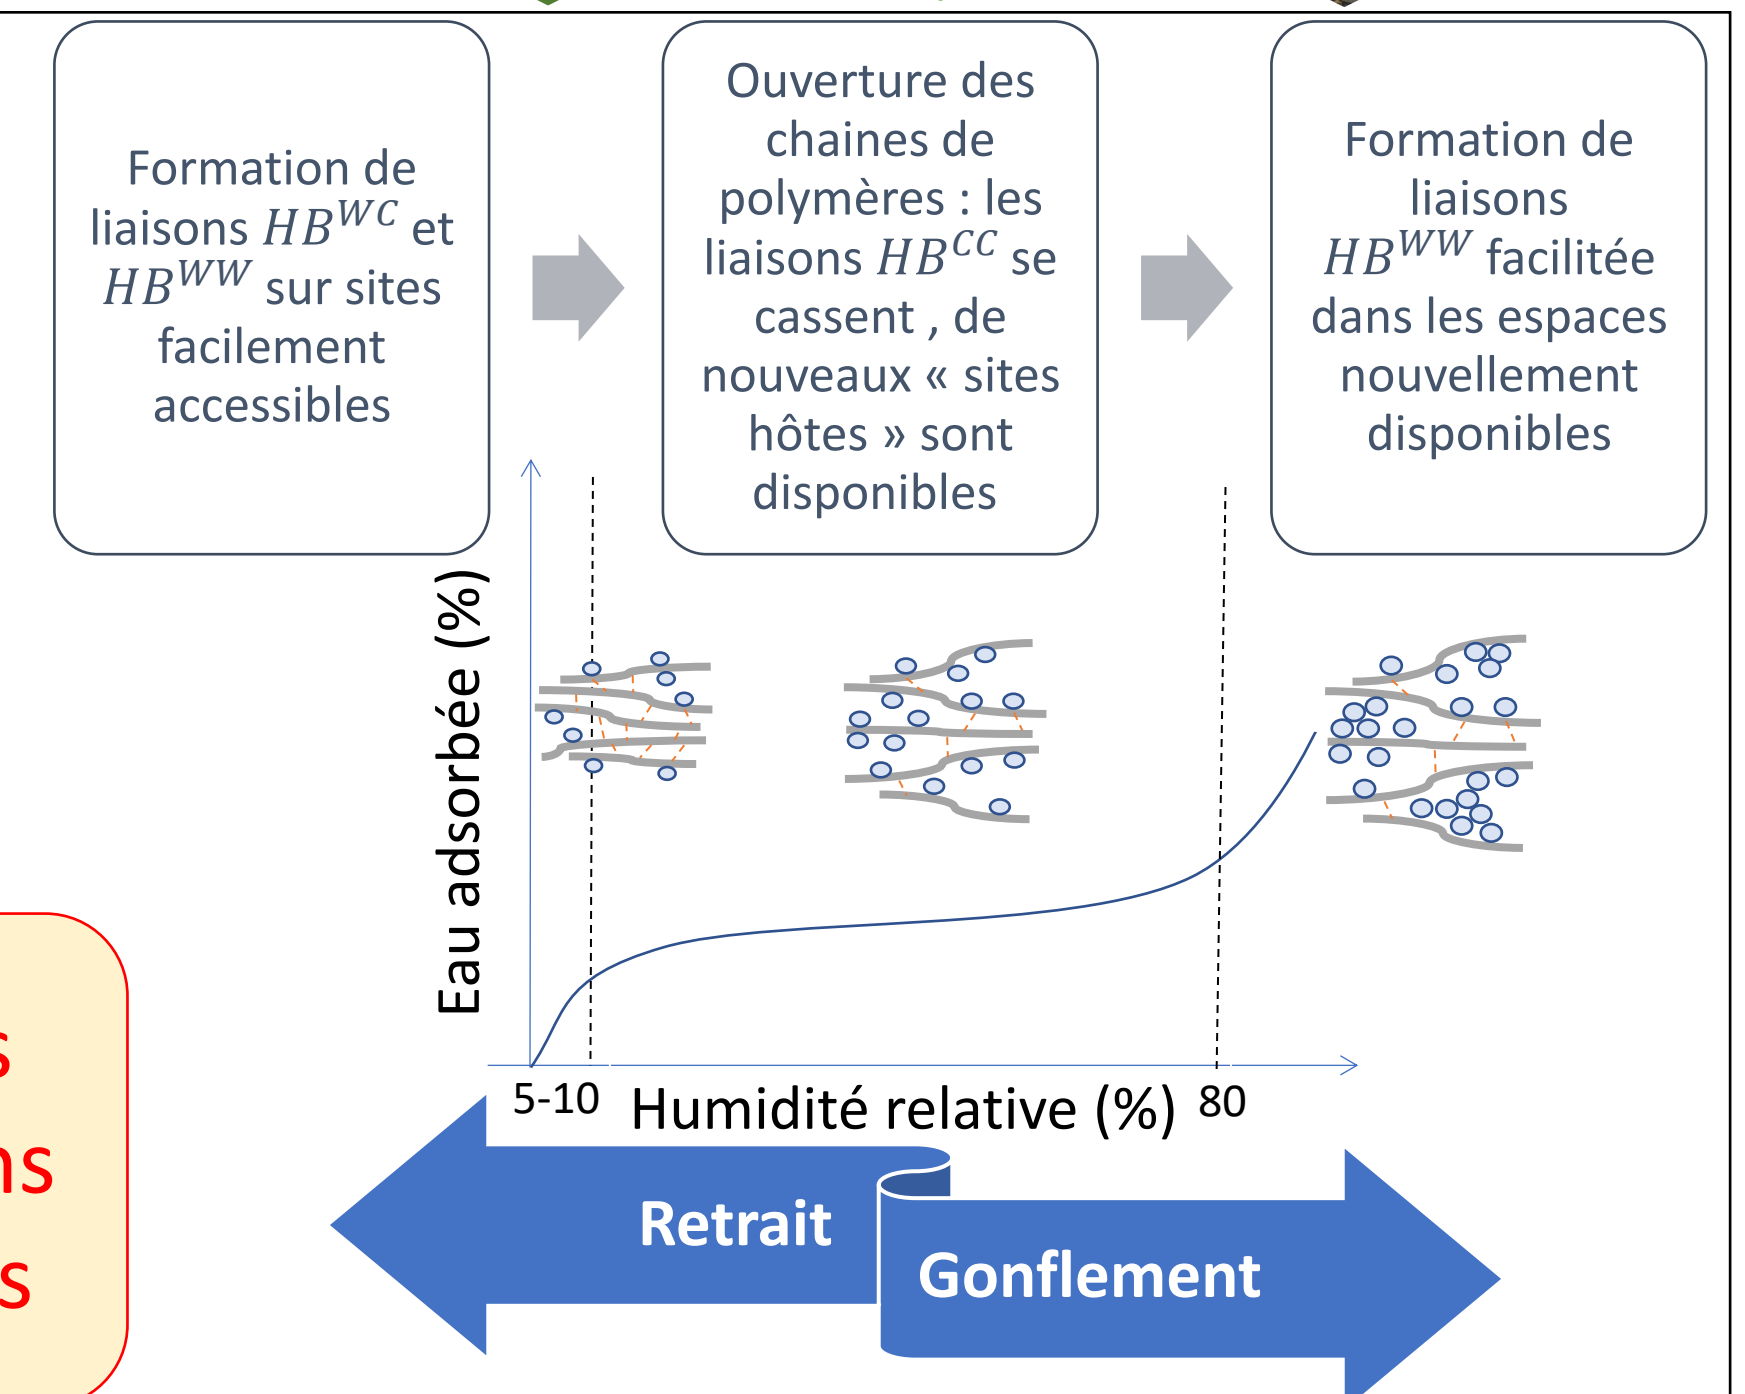 Formation de
liaisons HB^WC et
HB^WW sur sites
facilement
accessibles
Ouverture des
chaines de
polymères : les
liaisons HB^CC se
cassent , de
nouveaux « sites
hôtes » sont
disponibles
Formation de
liaisons
HB^WW facilitée
dans les espaces
nouvellement
disponibles
Eau adsorbée (%)
5-10
Humidité relative (%)
80
Retrait
Gonflement